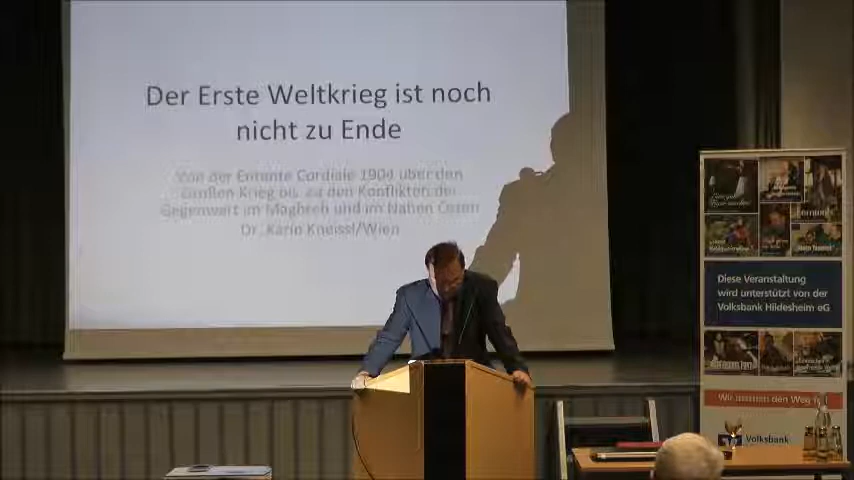 Der Erste Weltkrieg ist noch
nicht zu Ende
Von der Entente Cordiale 1904 über den
Großen Krieg bis zu den Konflikten der
Gegenwart im Maghreb und im Nahen Osten
Dr. Karin Kneissl/Wien
Diese Veranstaltung
wird unterstützt von der
Volksbank Hildesheim eG
Wir machen den Weg frei
Volksbank